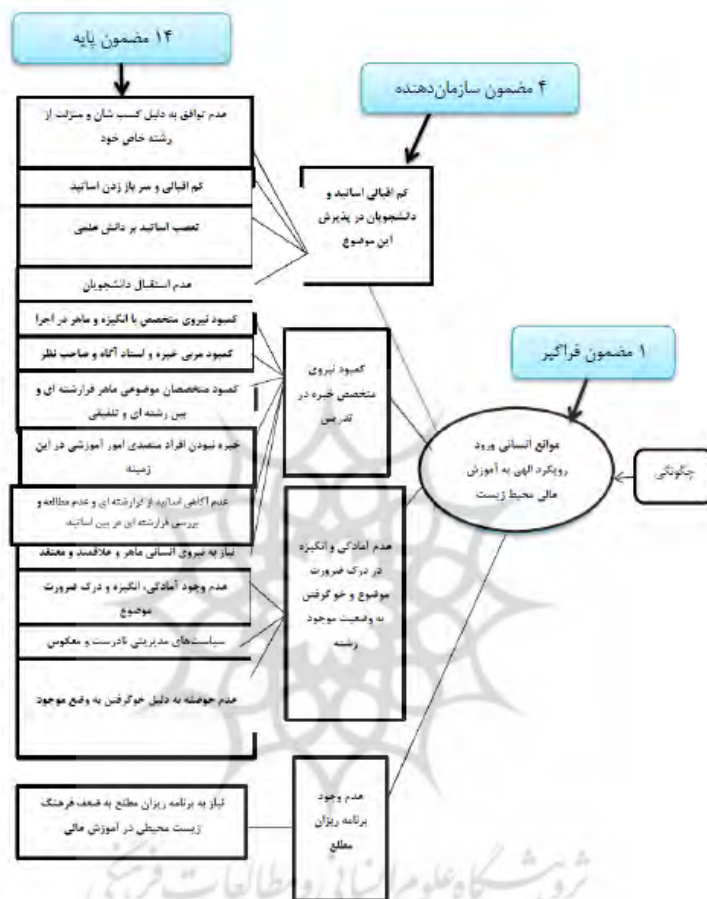 ۱۴ مضمون پایه
۴ مضمون سازمان‌دهنده
۱ مضمون فراگیر
عدم توافق به دلیل کسب شان و منزلت از
رشته خاص خود
کم اقبالی و سر باز زدن اساتید
تعصب اساتید بر دانش علمی
عدم استقبال دانشجویان
کمبود نیروی متخصص با انگیزه و ماهر در اجرا
کمبود مربی خبره و استاد آگاه و صاحب نظر
کمبود متخصصان موضوعی ماهر فرارشته ای و
بین رشته ای و تلفیقی
خبره نبودن افراد متصدی امور آموزشی در این
زمینه
عدم آگاهی اساتید از فرارشته ای و عدم مطالعه و
بررسی فرارشته ای در بین اساتید
نیاز به نیروی انسانی ماهر و علاقمند و معتقد
عدم وجود آمادگی، انگیزه و درک ضرورت
موضوع
سیاست‌های مدیریتی نادرست و معکوس
عدم حوصله به دلیل خوگرفتن به وضع موجود
نیاز به برنامه ریزان مطلع به ضعف فرهنگ
زیست محیطی در آموزش عالی
کم اقبالی اساتید و
دانشجویان در پذیرش
این موضوع
کمبود نیروی
متخصص خبره در
تدریس
عدم آمادگی و انگیزه
در درک ضرورت
موضوع و خو گرفتن
به وضعیت موجود
رشته
عدم وجود
برنامه ریزان
مطلع
موانع انسانی ورود
رویکرد الهی به آموزش
عالی محیط زیست
چگونگی
پژوهشگاه علوم انسانی و مطالعات فرهنگی